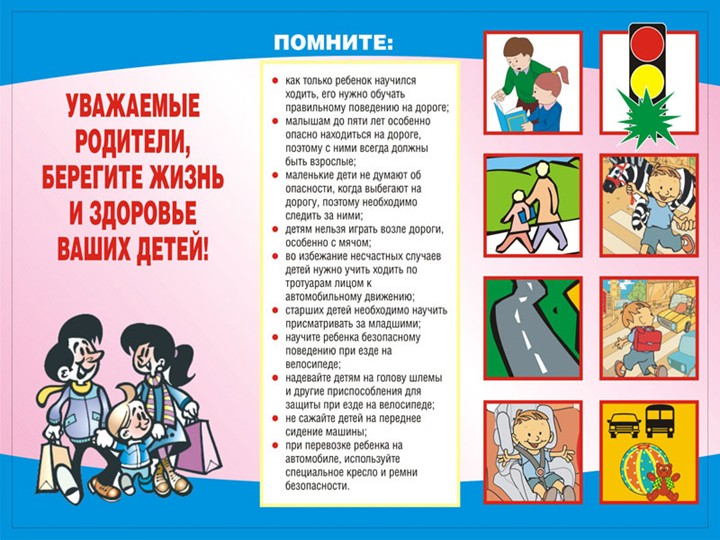 ПОМНИТЕ:
УВАЖАЕМЫЕ
РОДИТЕЛИ,
БЕРЕГИТЕ ЖИЗНЬ
И ЗДОРОВЬЕ
ВАШИХ ДЕТЕЙ!
• как только ребенок научился
ходить, его нужно обучать
правильному поведению на дороге;
• малышам до пяти лет особенно
опасно находиться на дороге,
поэтому с ними всегда должны
быть взрослые;
• маленькие дети не думают об
опасности, когда выбегают на
дорогу, поэтому необходимо
следить за ними;
• детям нельзя играть возле дороги,
особенно с мячом;
• во избежание несчастных случаев
детей нужно учить ходить по
тротуарам лицом к
автомобильному движению;
• старших детей необходимо научить
присматривать за младшими;
• научите ребенка безопасному
поведению при езде на
велосипеде;
• надевайте детям на голову шлемы
и другие приспособления для
защиты при езде на велосипеде;
• не сажайте детей на переднее
сидение машины;
• при перевозке ребенка на
автомобиле, используйте
специальное кресло и ремни
безопасности.